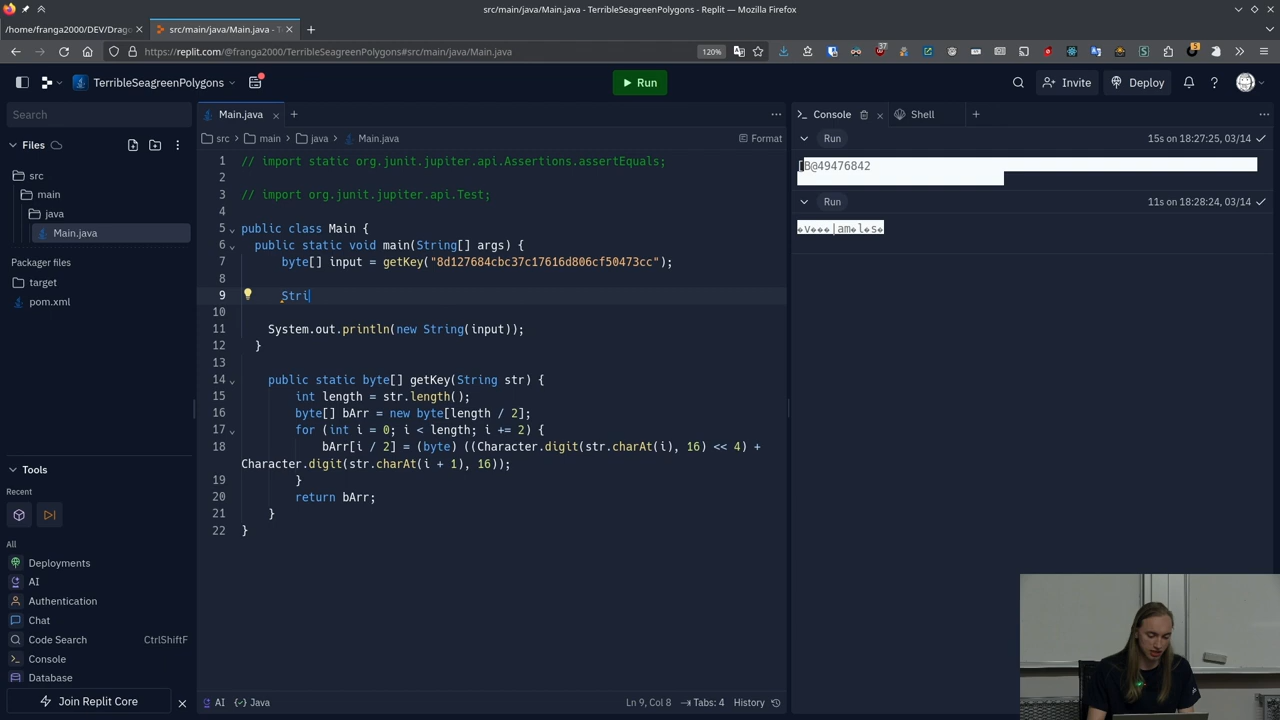 src/main/java/Main.java - TerribleSeagreenPolygons - Replit — Mozilla Firefox
/home/franga2000/DEV/Drago
src/main/java/Main.java -
https://replit.com/@franga2000/TerribleSeagreenPolygons#src/main/java/Main.java
120%
37
5
TerribleSeagreenPolygons
Run
Invite
Deploy
Search
Main.java
Console
Shell
src
main
java
Main.java
Format
Run
15s on 18:27:25, 03/14
Files
src
main
java
Main.java
Packager files
target
pom.xml
1 // import static org.junit.jupiter.api.Assertions.assertEquals;
2
3 // import org.junit.jupiter.api.Test;
4
5 public class Main {
6 public static void main(String[] args) {
7 byte[] input = getKey("8d127684cbc37c17616d806cf50473cc");
8
9 Stri
10
11 System.out.println(new String(input));
12 }
13
14 public static byte[] getKey(String str) {
15 int length = str.length();
16 byte[] bArr = new byte[length / 2];
17 for (int i = 0; i < length; i += 2) {
18 bArr[i / 2] = (byte) ((Character.digit(str.charAt(i), 16) << 4) +
Character.digit(str.charAt(i + 1), 16));
19 }
20 return bArr;
21 }
22 }
[B@49476842
Run
11s on 18:28:24, 03/14
�v���|am�l�s�
Tools
Recent
All
Deployments
AI
Authentication
Chat
Code Search
CtrlShiftF
Console
Database
Join Replit Core
AI
Java
Ln 9, Col 8
Tabs: 4
History